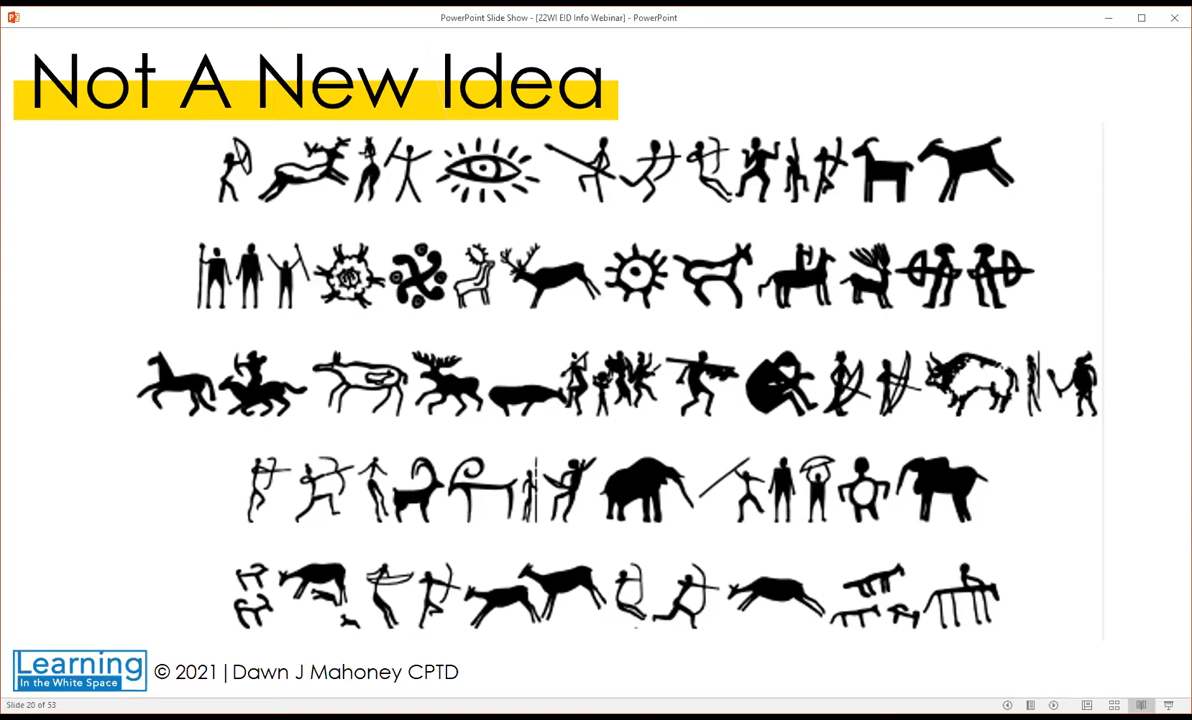 PowerPoint Slide Show - [22WI EID Info Webinar] - PowerPoint
Not A New Idea
Learning
In the White Space
© 2021 | Dawn J Mahoney CPTD
Slide 20 of 53